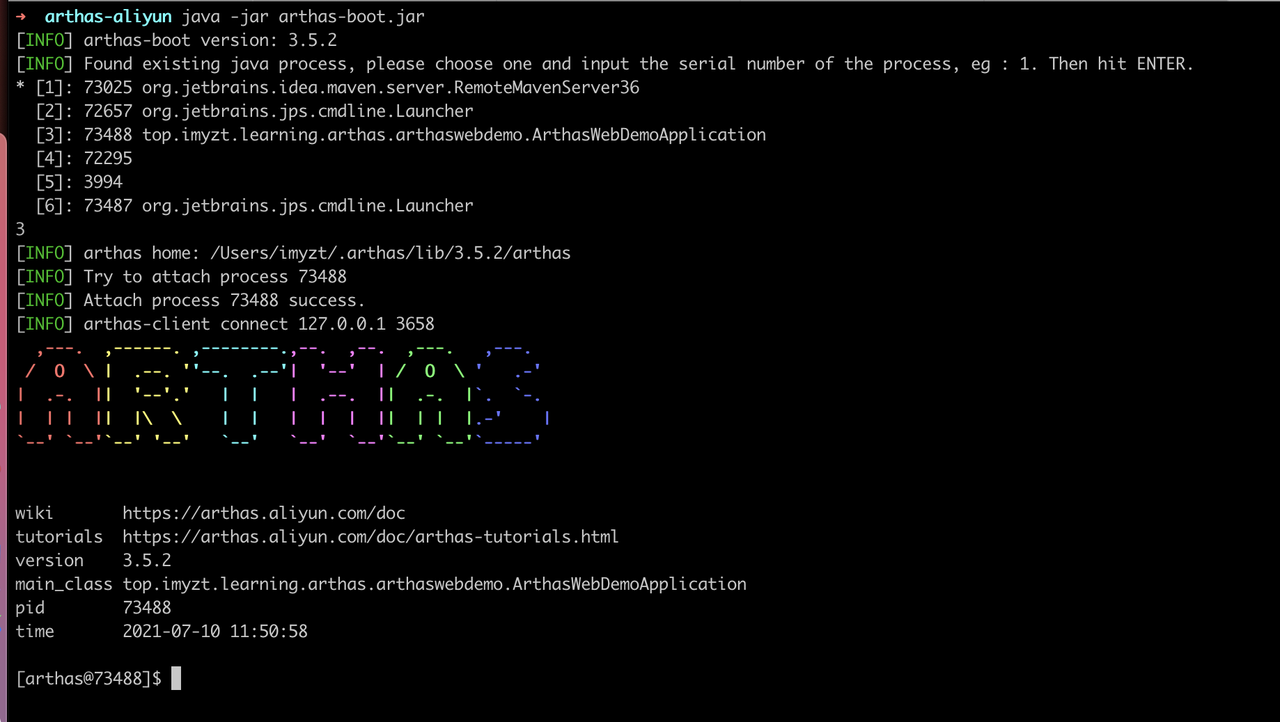 → arthas-aliyun java -jar arthas-boot.jar
[INFO] arthas-boot version: 3.5.2
[INFO] Found existing java process, please choose one and input the serial number of the process, eg : 1. Then hit ENTER.
* [1]: 73025 org.jetbrains.idea.maven.server.RemoteMavenServer36
[2]: 72657 org.jetbrains.jps.cmdline.Launcher
[3]: 73488 top.imyzt.learning.arthas.arthaswebdemo.ArthasWebDemoApplication
[4]: 72295
[5]: 3994
[6]: 73487 org.jetbrains.jps.cmdline.Launcher
3
[INFO] arthas home: /Users/imyzt/.arthas/lib/3.5.2/arthas
[INFO] Try to attach process 73488
[INFO] Attach process 73488 success.
[INFO] arthas-client connect 127.0.0.1 3658
ARTHAS
wiki https://arthas.aliyun.com/doc
tutorials https://arthas.aliyun.com/doc/arthas-tutorials.html
version 3.5.2
main_class top.imyzt.learning.arthas.arthaswebdemo.ArthasWebDemoApplication
pid 73488
time 2021-07-10 11:50:58
[arthas@73488]$